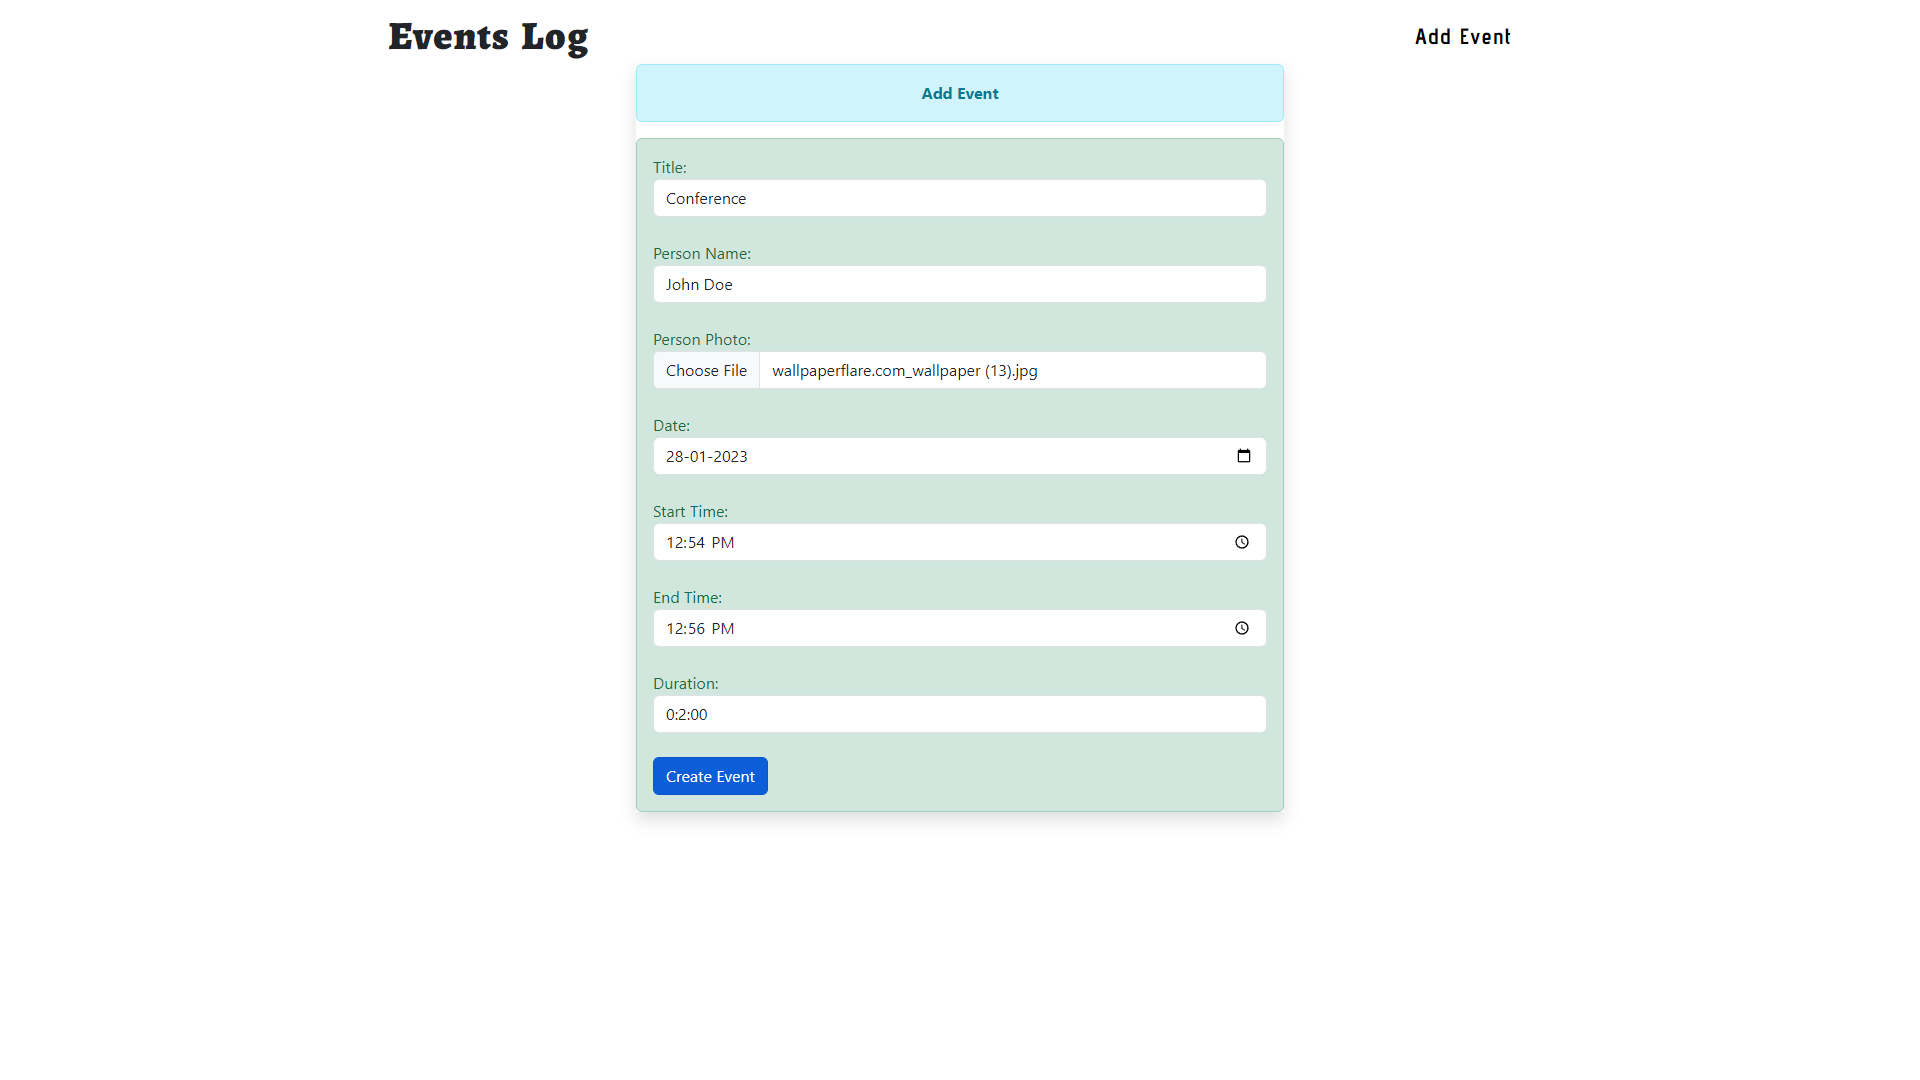 Events Log
Add Event
Add Event
Title:
Conference
Person Name:
John Doe
Person Photo:
Choose File wallpaperflare.com_wallpaper (13).jpg
Date:
28-01-2023
Start Time:
12:54 PM
End Time:
12:56 PM
Duration:
0:2:00
Create Event